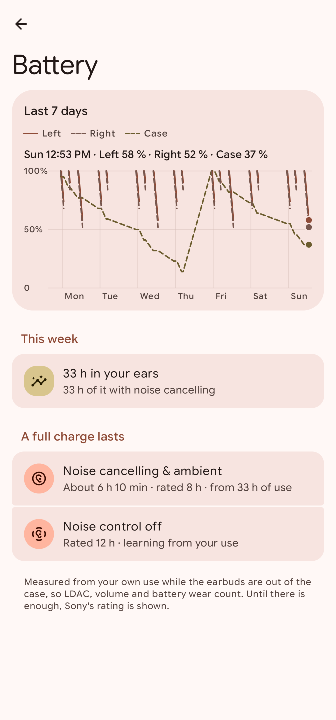 Battery
Last 7 days
Left Right Case
Sun 12:53 PM · Left 58 % · Right 52 % · Case 37 %
100%
50%
0
Mon Tue Wed Thu Fri Sat Sun
This week
33 h in your ears
33 h of it with noise cancelling
A full charge lasts
Noise cancelling & ambient
About 6 h 10 min · rated 8 h · from 33 h of use
Noise control off
Rated 12 h · learning from your use
Measured from your own use while the earbuds are out of the
case, so LDAC, volume and battery wear count. Until there is
enough, Sony's rating is shown.